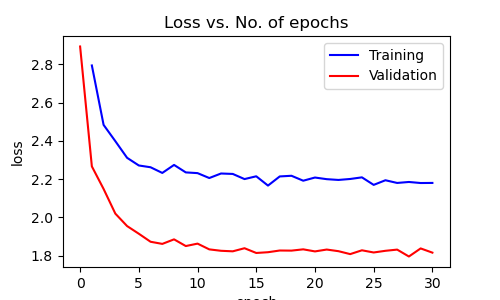 Loss vs. No. of epochs
Training
Validation
loss
2.8
2.6
2.4
2.2
2.0
1.8
0 5 10 15 20 25 30
epoch